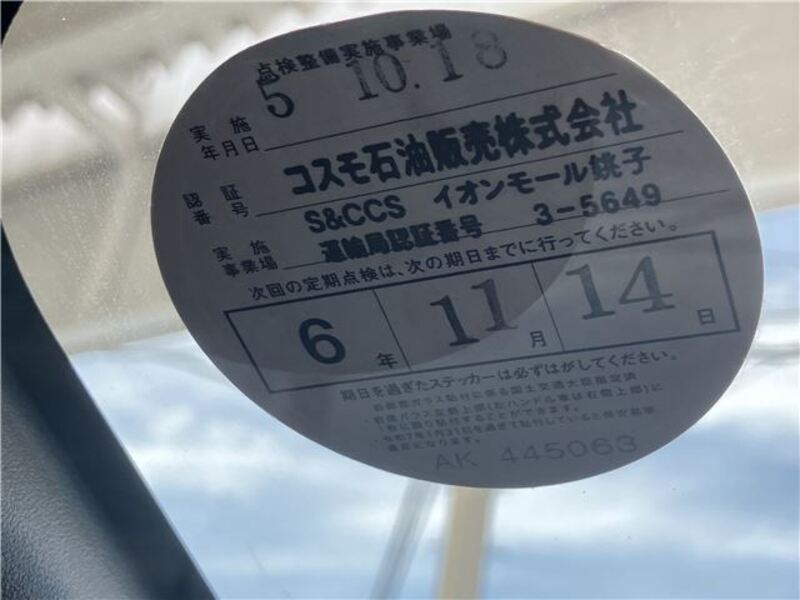 点検整備実施事業場
実施年月日 5 10.18
コスモ石油販売株式会社
認証番号 S&CCS イオンモール銚子
実施事業場 運輸局認証番号 3-5649
次回の定期点検は、次の期日までに行ってください。
6年 11月 14日
期日を過ぎたステッカーは必ずはがしてください。
AK 445063